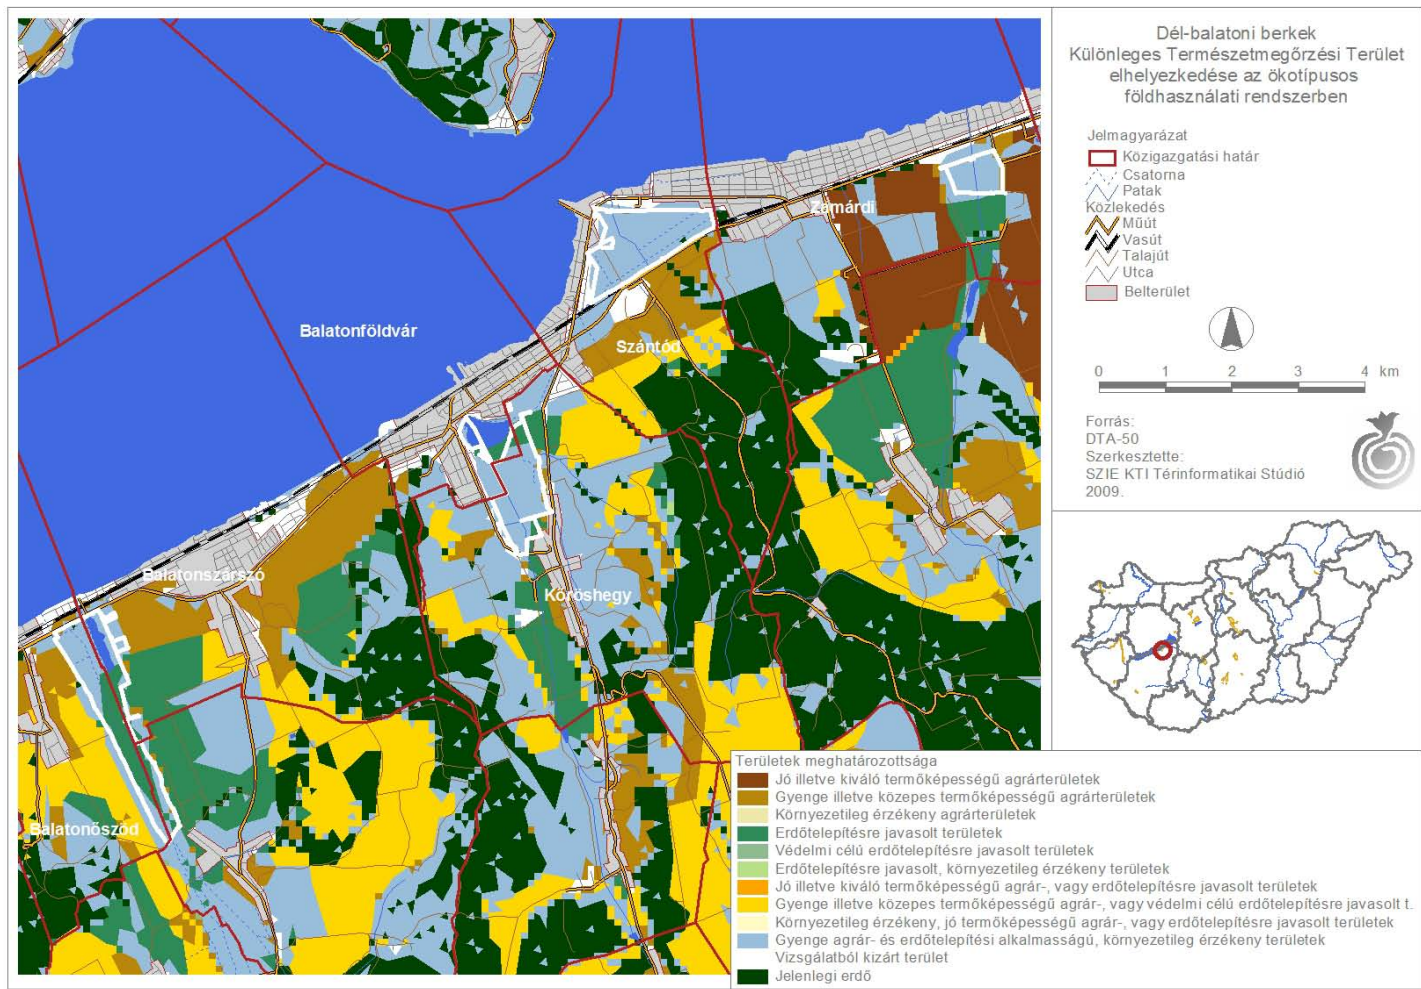 Dél-balatoni berkek
Különleges Természetmegőrzési Terület
elhelyezkedése az ökotípusos
földhasználati rendszerben
Jelmagyarázat
Közigazgatási határ
Csatorna
Patak
Közlekedés
Műút
Vasút
Talajút
Utca
Belterület
0 1 2 3 4 km
Forrás:
DTA-50
Szerkesztette:
SZIE KTI Térinformatikai Stúdió
2009.
Zamárdi
Balatonföldvár
Szántód
Balatonszárszó
Kőröshegy
Balatonőszöd
Területek meghatározottsága
Jó illetve kiváló termőképességű agrárterületek
Gyenge illetve közepes termőképességű agrárterületek
Környezetileg érzékeny agrárterületek
Erdőtelepítésre javasolt területek
Védelmi célú erdőtelepítésre javasolt területek
Erdőtelepítésre javasolt, környezetileg érzékeny területek
Jó illetve kiváló termőképességű agrár-, vagy erdőtelepítésre javasolt területek
Gyenge illetve közepes termőképességű agrár-, vagy védelmi célú erdőtelepítésre javasolt t.
Környezetileg érzékeny, jó termőképességű agrár-, vagy erdőtelepítésre javasolt területek
Gyenge agrár- és erdőtelepítési alkalmasságú, környezetileg érzékeny területek
Vizsgálatból kizárt terület
Jelenlegi erdő